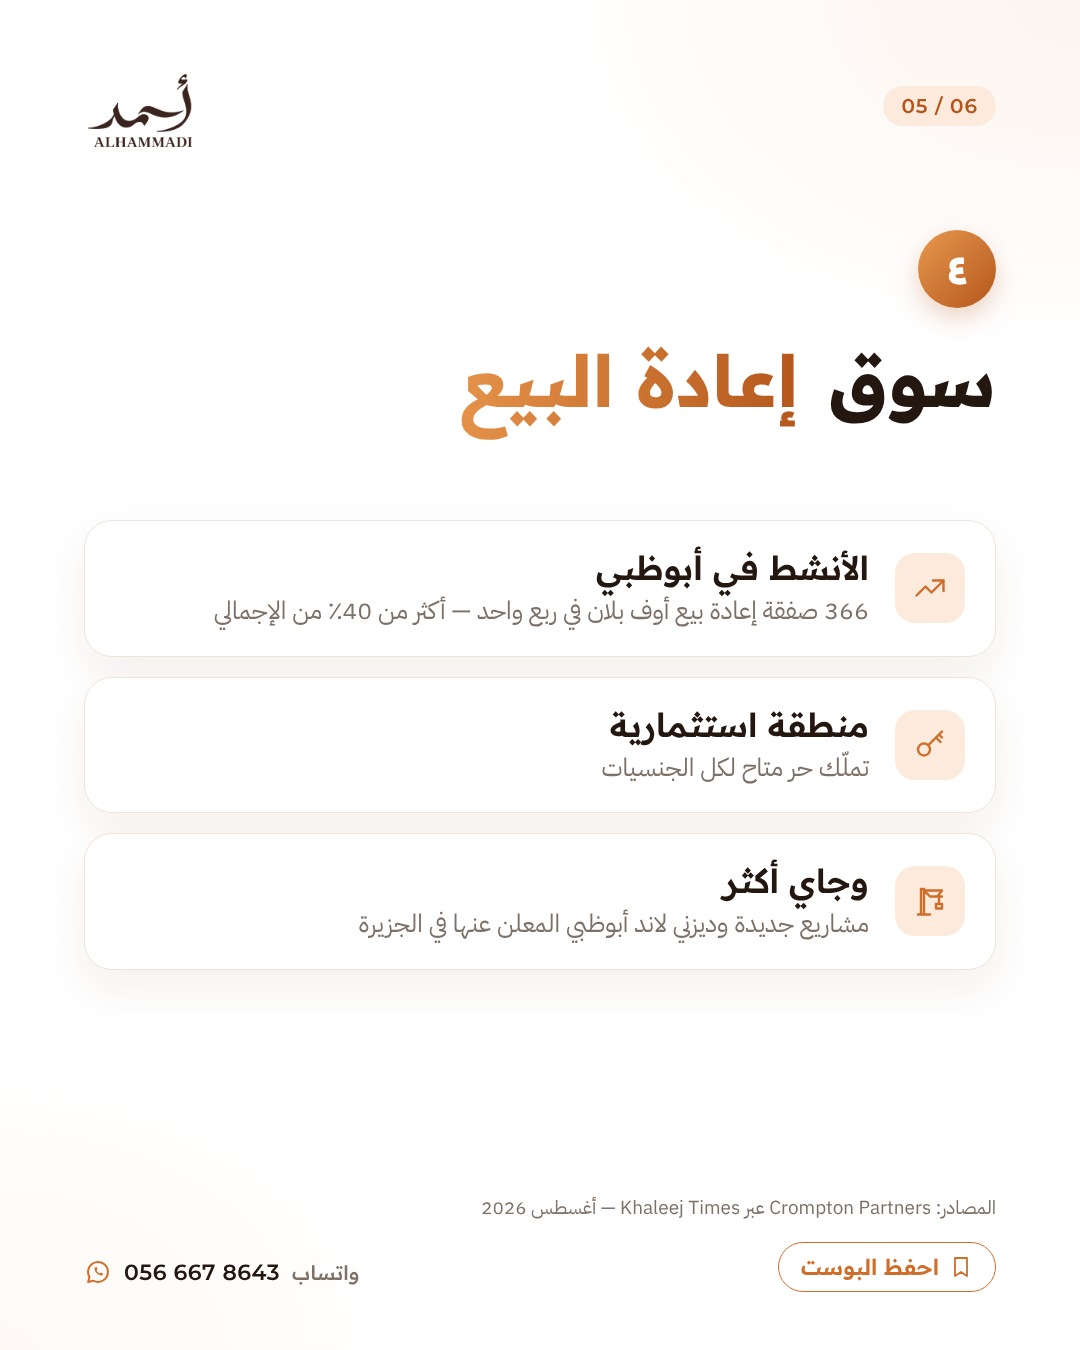 أحمد
ALHAMMADI
05 / 06
٤
سوق إعادة البيع
الأنشط في أبوظبي
366 صفقة إعادة بيع أوف بلان في ربع واحد — أكثر من 40٪ من الإجمالي
منطقة استثمارية
تملّك حر متاح لكل الجنسيات
وجاي أكثر
مشاريع جديدة وديزني لاند أبوظبي المعلن عنها في الجزيرة
المصادر: Crompton Partners عبر Khaleej Times — أغسطس 2026
احفظ البوست
واتساب 056 667 8643